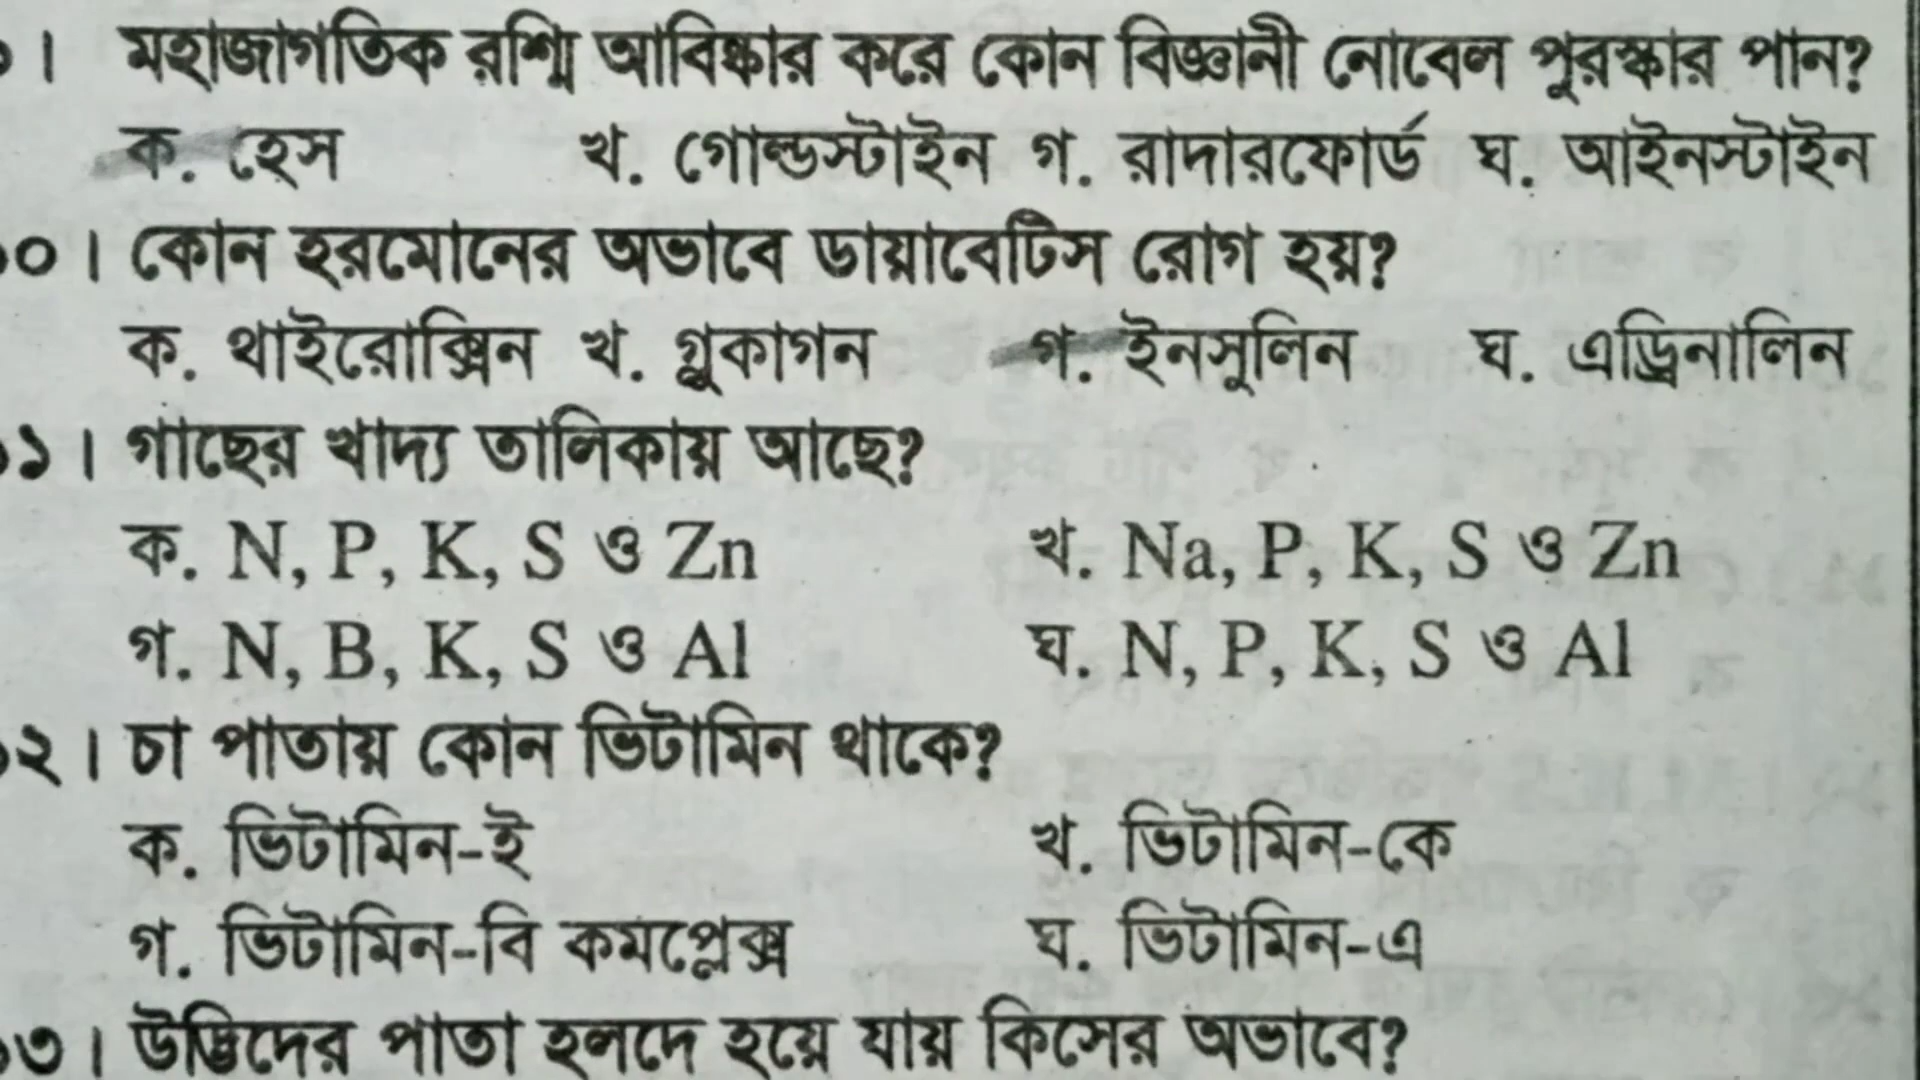 । মহাজাগতিক রশ্মি আবিষ্কার করে কোন বিজ্ঞানী নোবেল পুরস্কার পান?
ক. হেস খ. গোল্ডস্টাইন গ. রাদারফোর্ড ঘ. আইনস্টাইন
০। কোন হরমোনের অভাবে ডায়াবেটিস রোগ হয়?
ক. থাইরোক্সিন খ. গ্লুকাগন গ. ইনসুলিন ঘ. এড্রিনালিন
১। গাছের খাদ্য তালিকায় আছে?
ক. N, P, K, S ও Zn খ. Na, P, K, S ও Zn
গ. N, B, K, S ও Al ঘ. N, P, K, S ও Al
২। চা পাতায় কোন ভিটামিন থাকে?
ক. ভিটামিন-ই খ. ভিটামিন-কে
গ. ভিটামিন-বি কমপ্লেক্স ঘ. ভিটামিন-এ
৩। উদ্ভিদের পাতা হলদে হয়ে যায় কিসের অভাবে?